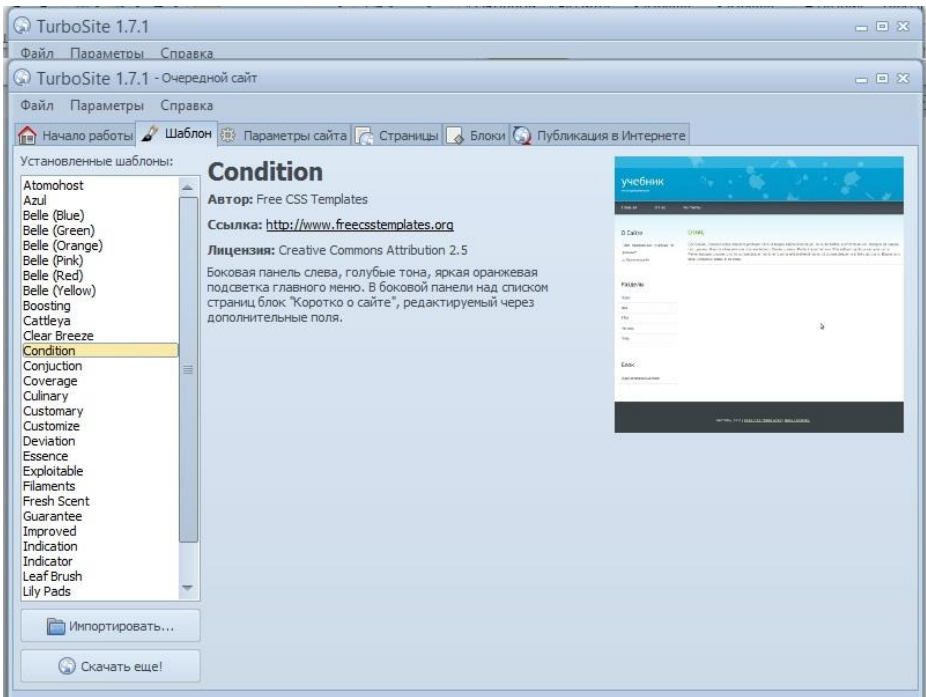 TurboSite 1.7.1
Файл Параметры Справка
TurboSite 1.7.1 - Очередной сайт
Файл Параметры Справка
Начало работы Шаблон Параметры сайта Страницы Блоки Публикация в Интернете
Установленные шаблоны:
Atomohost
Azul
Belle (Blue)
Belle (Green)
Belle (Orange)
Belle (Pink)
Belle (Red)
Belle (Yellow)
Boosting
Cattleya
Clear Breeze
Condition
Conjuction
Coverage
Culinary
Customary
Customize
Deviation
Essence
Exploitable
Filaments
Fresh Scent
Guarantee
Improved
Indication
Indicator
Leaf Brush
Lily Pads
Импортировать...
Скачать еще!
Condition
Автор: Free CSS Templates
Ссылка: http://www.freecsstemplates.org
Лицензия: Creative Commons Attribution 2.5
Боковая панель слева, голубые тона, яркая оранжевая
подсветка главного меню. В боковой панели над списком
страниц блок "Коротко о сайте", редактируемый через
дополнительные поля.
учебник
О Сайте
Разделы
Блок